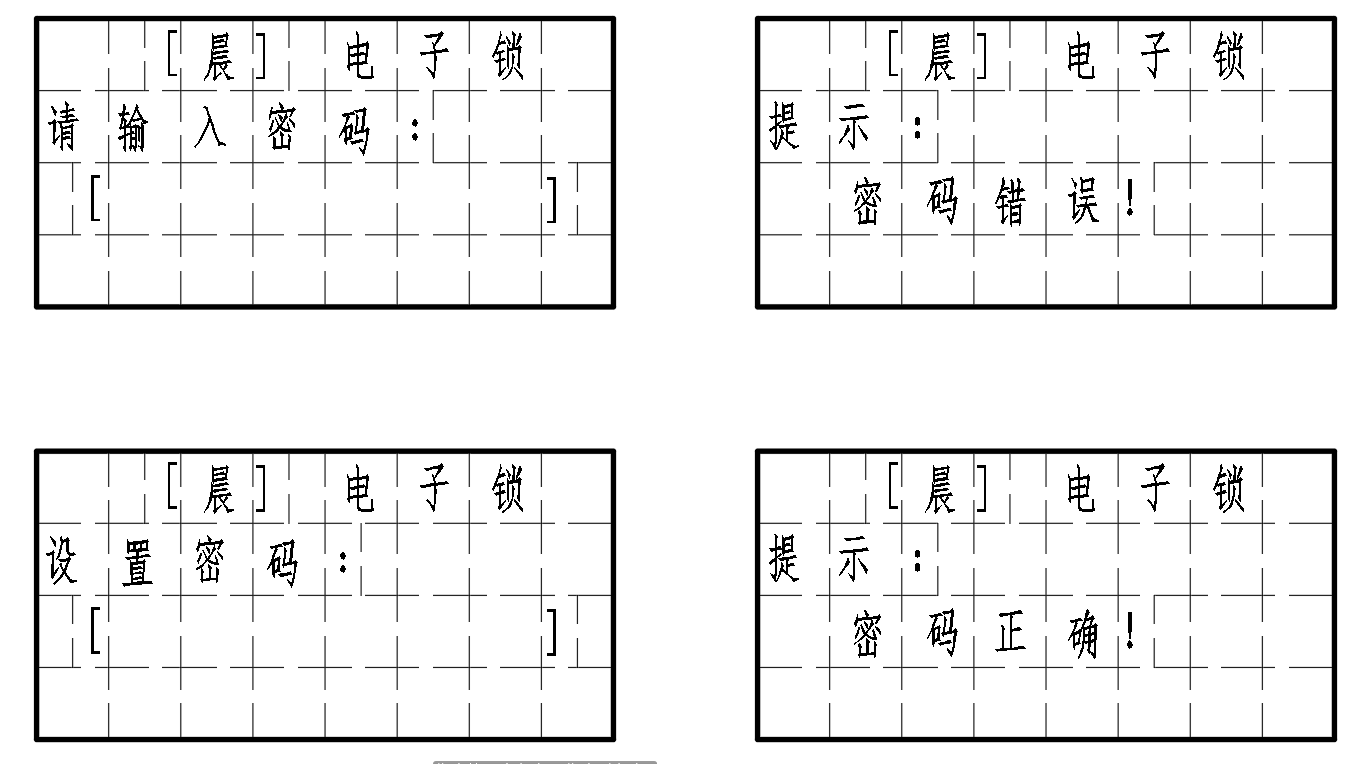 [晨] 电子锁
请输入密码:
[ ]
[晨] 电子锁
提示:
密码错误!
[晨] 电子锁
设置密码:
[ ]
[晨] 电子锁
提示:
密码正确!